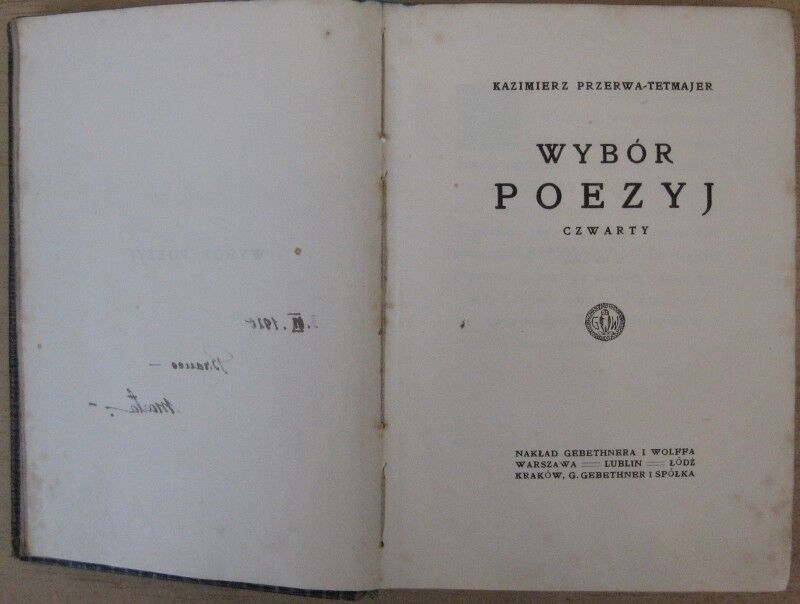 KAZIMIERZ PRZERWA-TETMAJER
WYBÓR
POEZYJ
CZWARTY
G W
NAKŁAD GEBETHNERA I WOLFFA
WARSZAWA LUBLIN ŁÓDŹ
KRAKÓW, G. GEBETHNER I SPÓŁKA